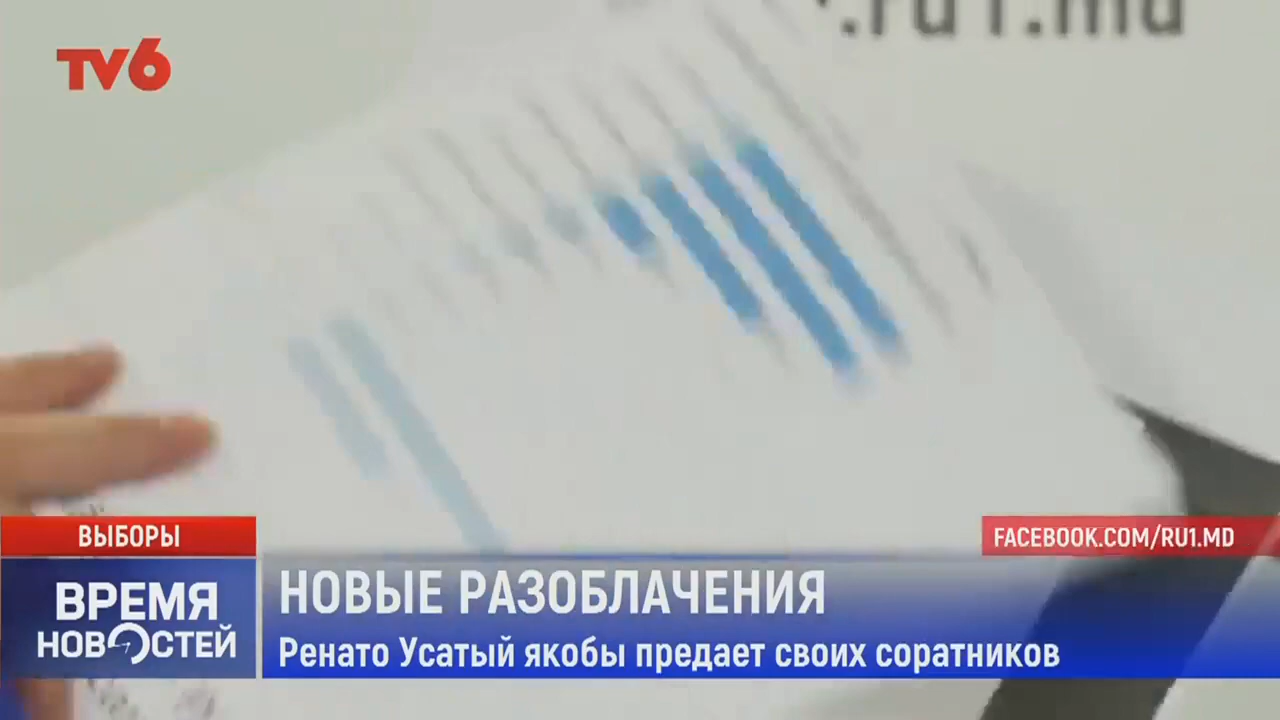 .ru1.md
TV6
ВЫБОРЫ
FACEBOOK.COM/RU1.MD
ВРЕМЯ
НОВОСТЕЙ
НОВЫЕ РАЗОБЛАЧЕНИЯ
Ренато Усатый якобы предает своих соратников